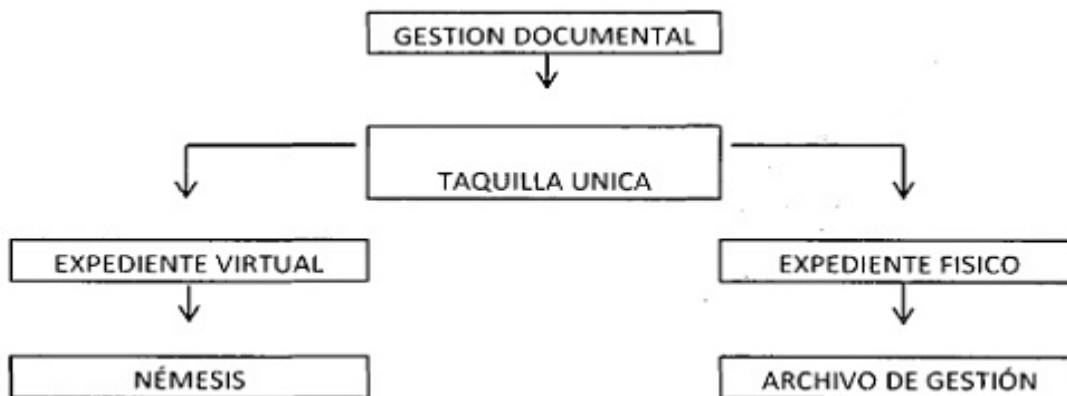 GESTION DOCUMENTAL
TAQUILLA UNICA
EXPEDIENTE VIRTUAL
EXPEDIENTE FISICO
NÉMESIS
ARCHIVO DE GESTIÓN